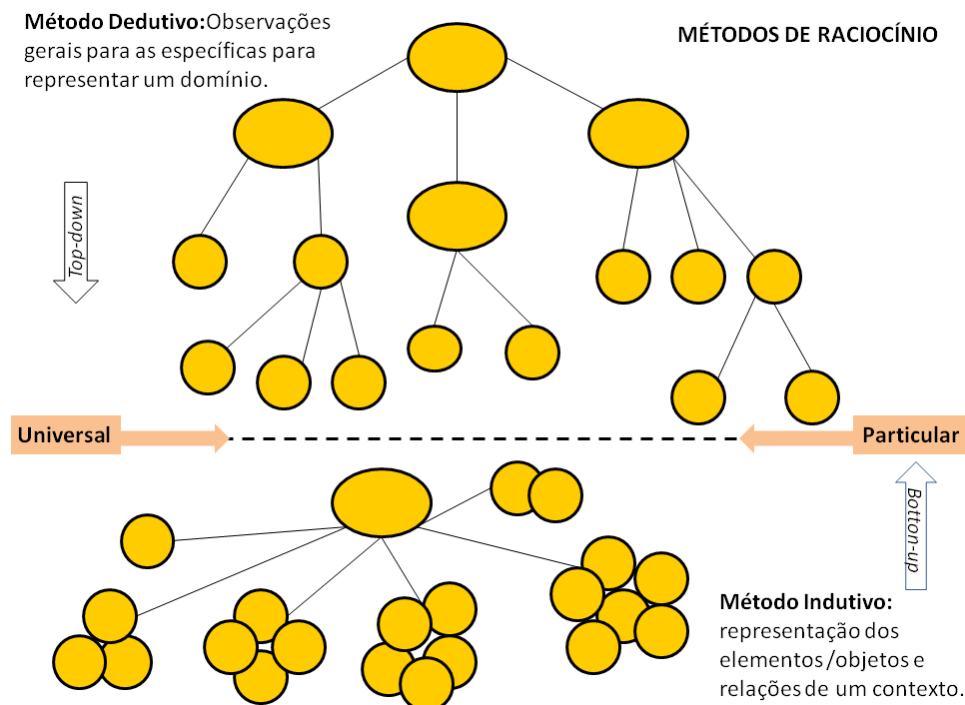 Método Dedutivo:Observações
gerais para as específicas para
representar um domínio.
MÉTODOS DE RACIOCÍNIO
Top-down
Universal
Particular
Botton-up
Método Indutivo:
representação dos
elementos/objetos e
relações de um contexto.